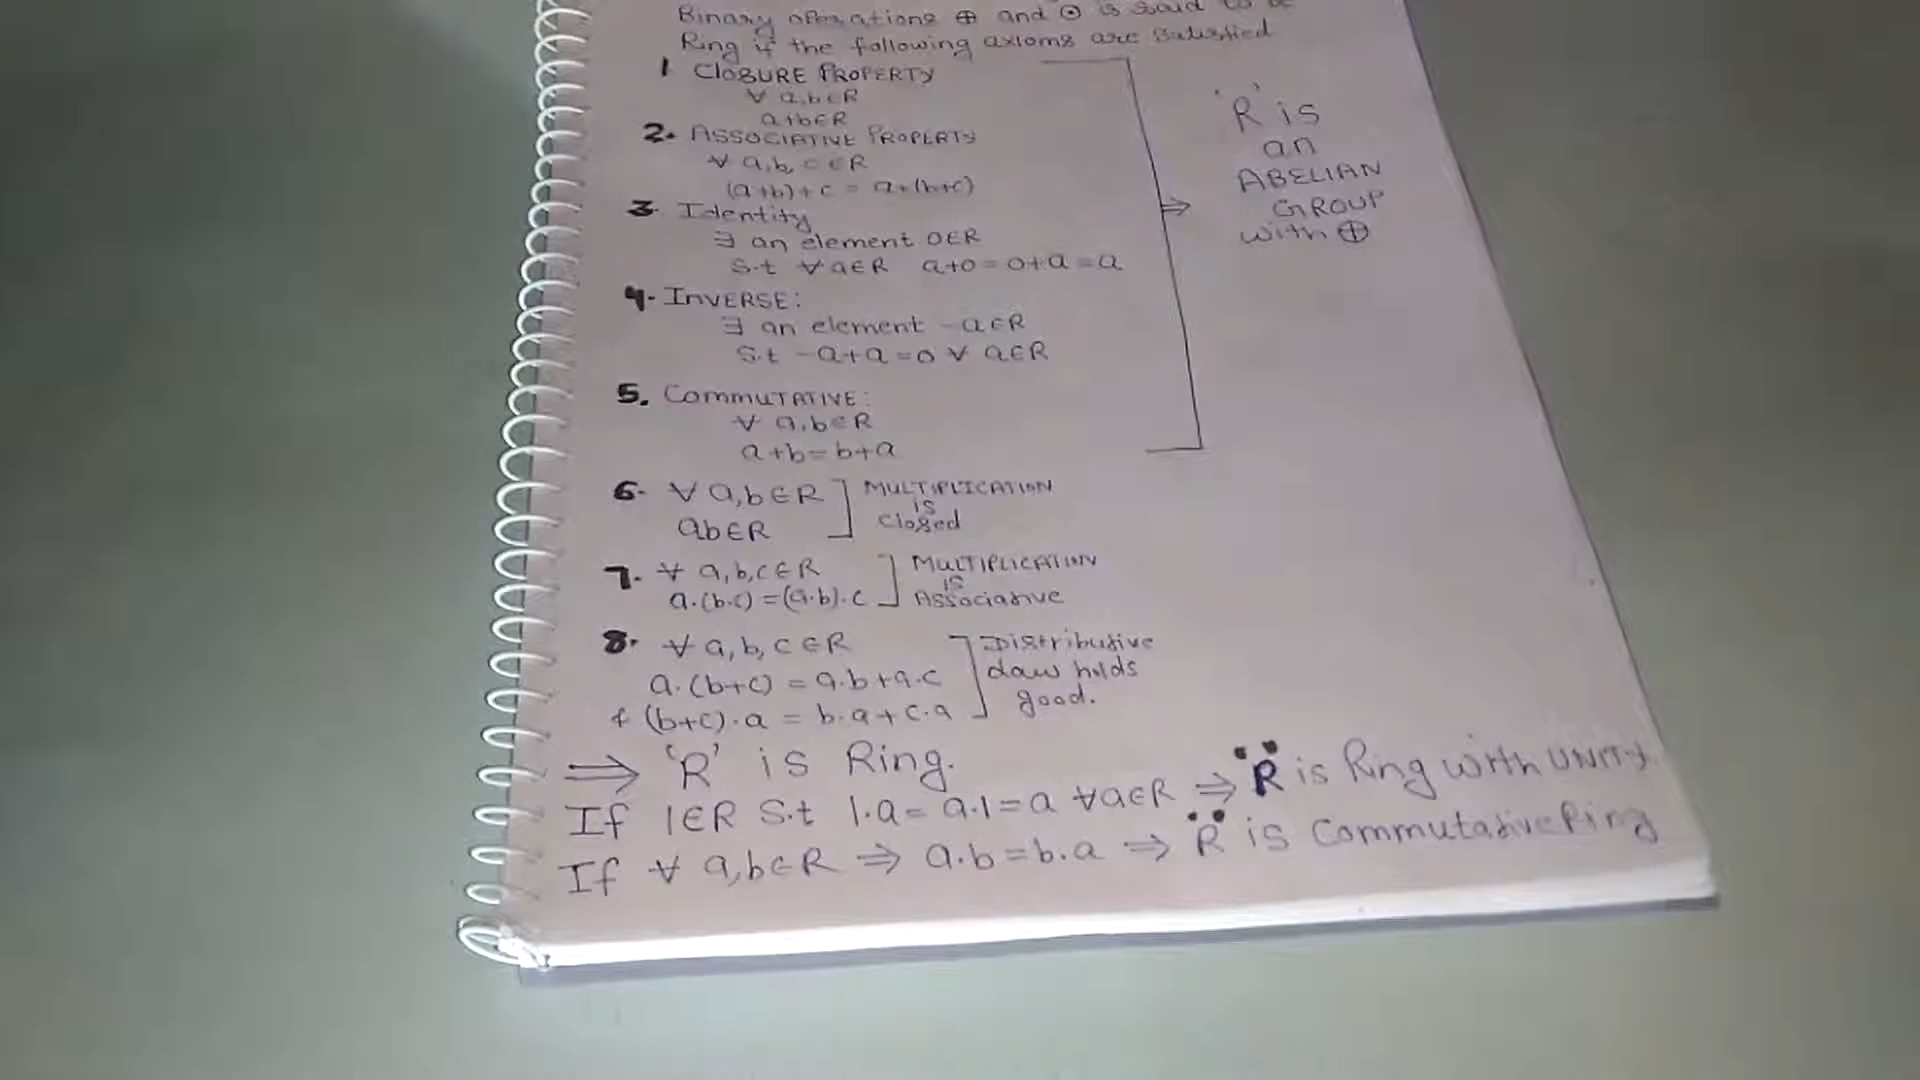 Binary operations ⊕ and ⊙ is said to be
Ring if the following axioms are satisfied
1 CLOSURE PROPERTY
∀ a,b∈R
a+b∈R
2. ASSOCIATIVE PROPERTY
∀ a,b,c∈R
(a+b)+c = a+(b+c)
3. Identity
∃ an element 0∈R
S.t ∀a∈R a+0=0+a=a
4. INVERSE:
∃ an element -a∈R
S.t -a+a=0 ∀ a∈R
5. COMMUTATIVE:
∀ a,b∈R
a+b=b+a
'R' is
an
ABELIAN
GROUP
with ⊕
6. ∀ a,b∈R ] MULTIPLICATION
is
ab∈R closed
7. ∀ a,b,c∈R ] MULTIPLICATION
is
a.(b.c)=(a.b).c Associative
8. ∀ a,b,c∈R ] Distributive
a.(b+c) = a.b+a.c law holds
& (b+c).a = b.a+c.a good.
⇒ 'R' is Ring.
If 1∈R S.t 1.a=a.1=a ∀a∈R ⇒ "R is Ring with UNITY
If ∀ a,b∈R ⇒ a.b=b.a ⇒ R is Commutative Ring